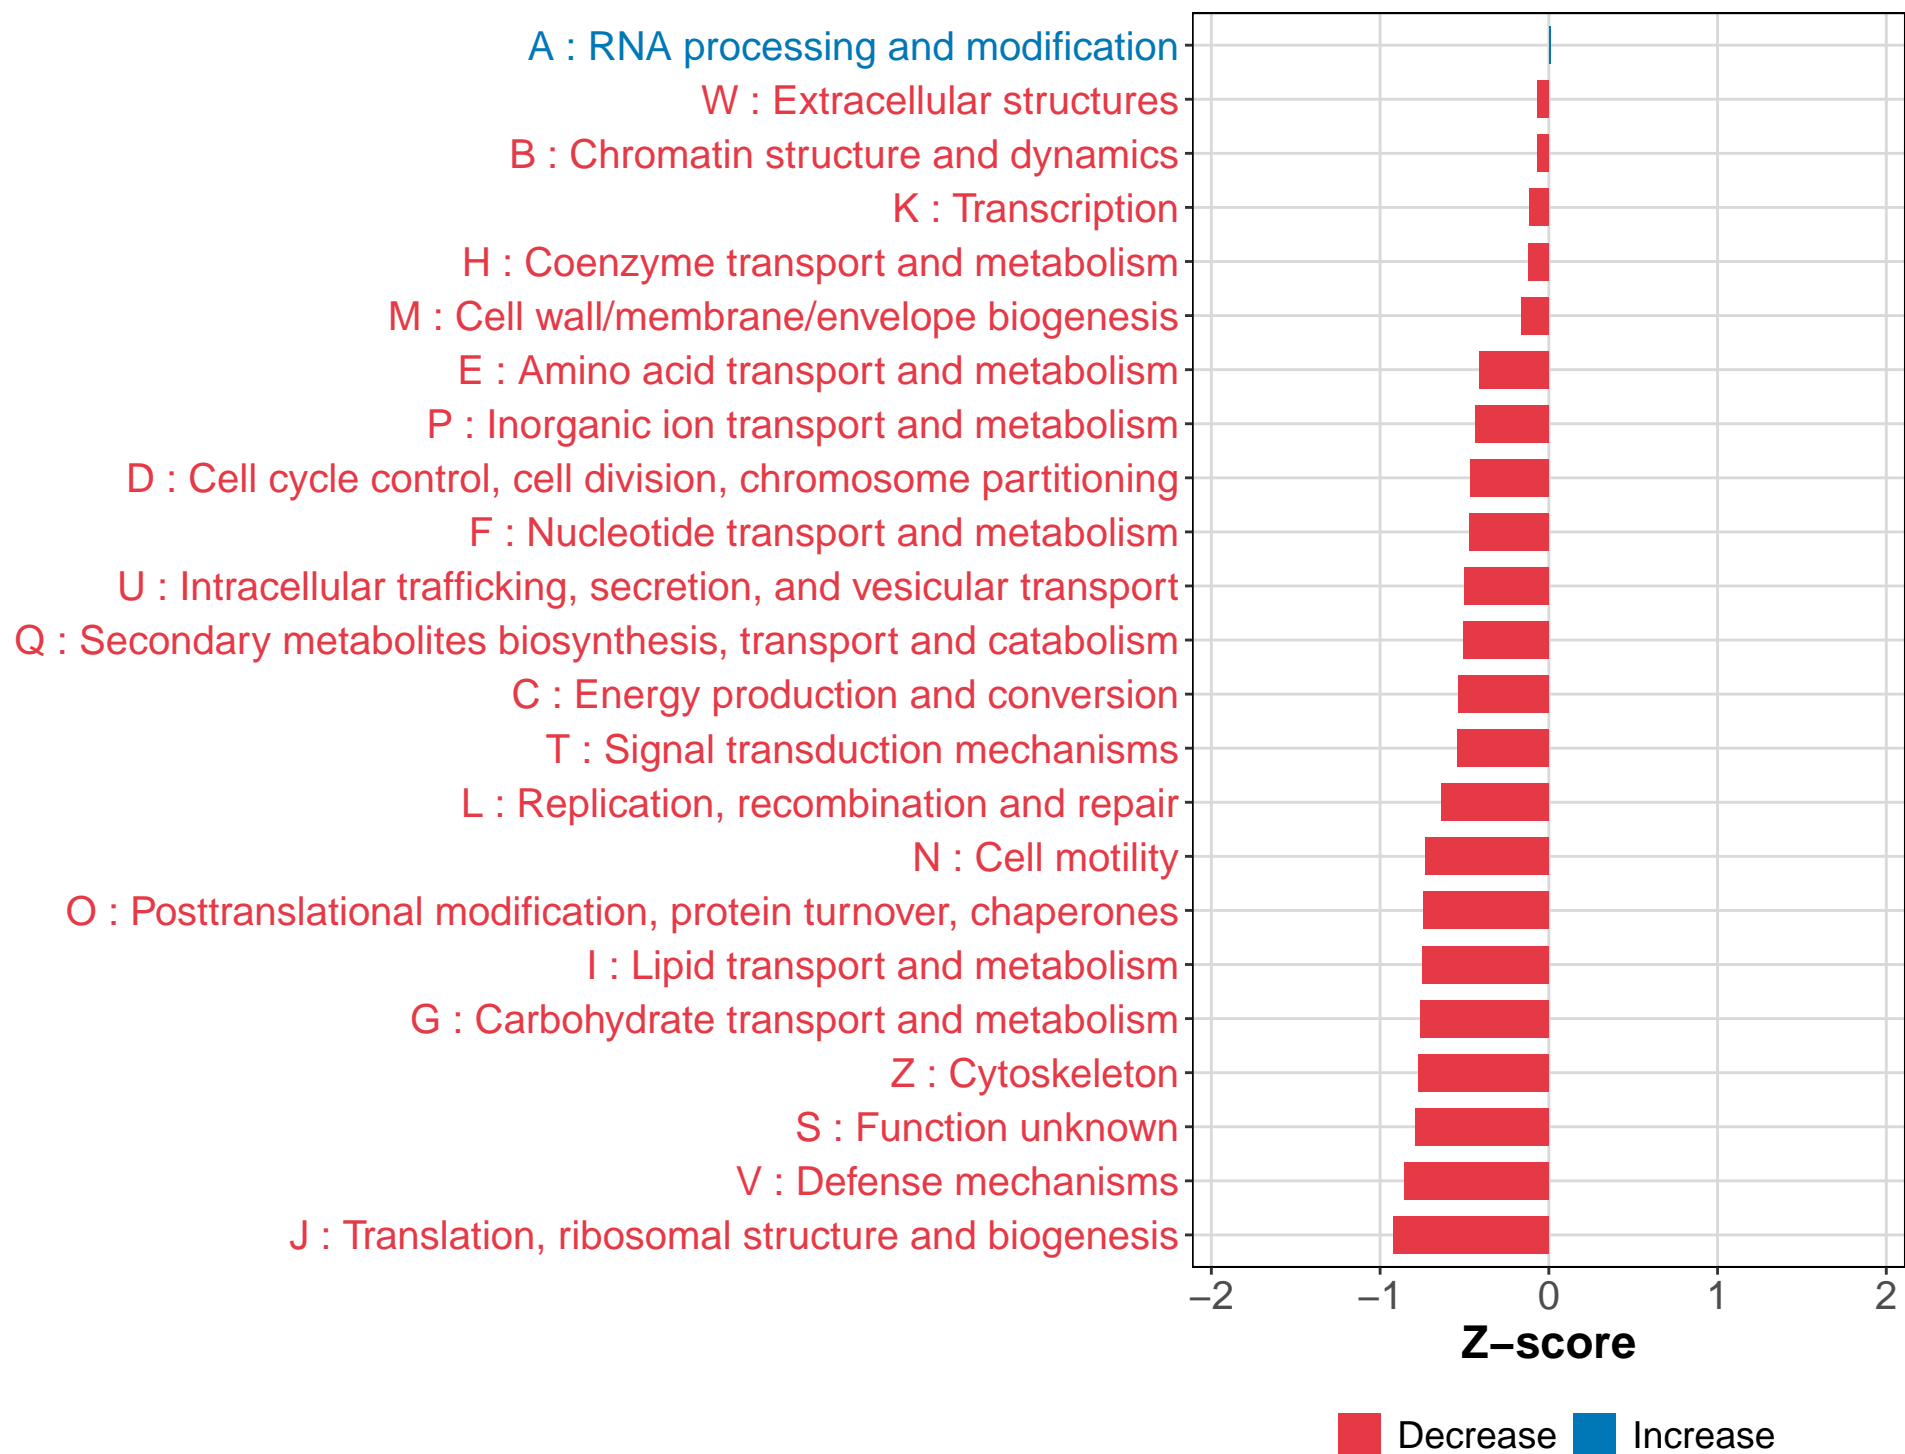 A : RNA processing and modification
W : Extracellular structures
B : Chromatin structure and dynamics
K : Transcription
H : Coenzyme transport and metabolism
M : Cell wall/membrane/envelope biogenesis
E : Amino acid transport and metabolism
P : Inorganic ion transport and metabolism
D : Cell cycle control, cell division, chromosome partitioning
F : Nucleotide transport and metabolism
U : Intracellular trafficking, secretion, and vesicular transport
Q : Secondary metabolites biosynthesis, transport and catabolism
C : Energy production and conversion
T : Signal transduction mechanisms
L : Replication, recombination and repair
N : Cell motility
O : Posttranslational modification, protein turnover, chaperones
I : Lipid transport and metabolism
G : Carbohydrate transport and metabolism
Z : Cytoskeleton
S : Function unknown
V : Defense mechanisms
J : Translation, ribosomal structure and biogenesis
−2 −1 0 1 2
Z−score
Decrease Increase